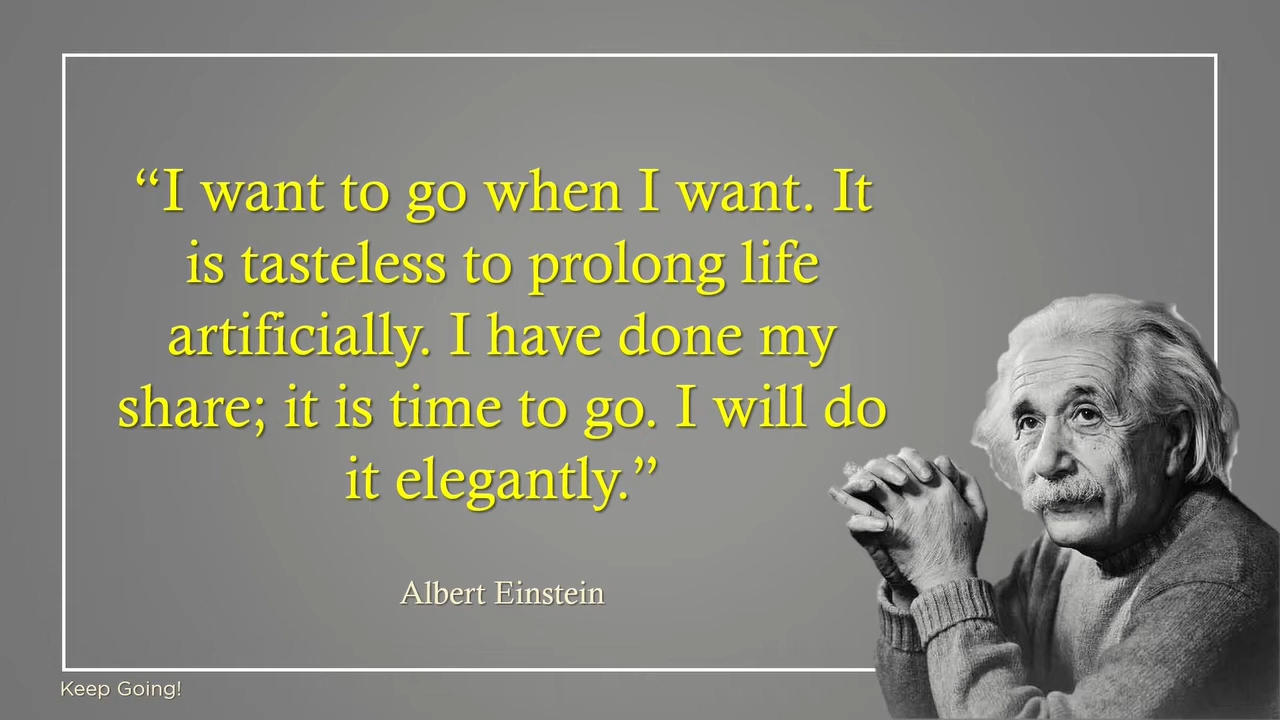 “I want to go when I want. It
is tasteless to prolong life
artificially. I have done my
share; it is time to go. I will do
it elegantly.”
Albert Einstein
Keep Going!